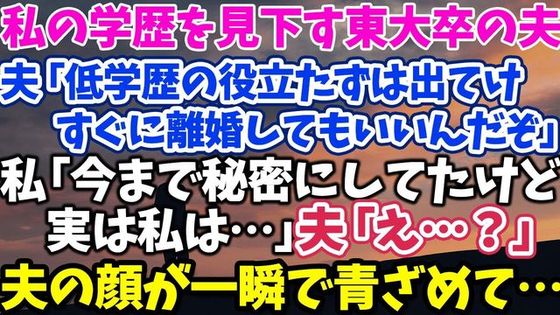 私の学歴を見下す東大卒の夫
夫「低学歴の役立たずは出てけ
すぐに離婚してもいいんだぞ」
私「今まで秘密にしてたけど
実は私は…」夫「え…？」
夫の顔が一瞬で青ざめて…